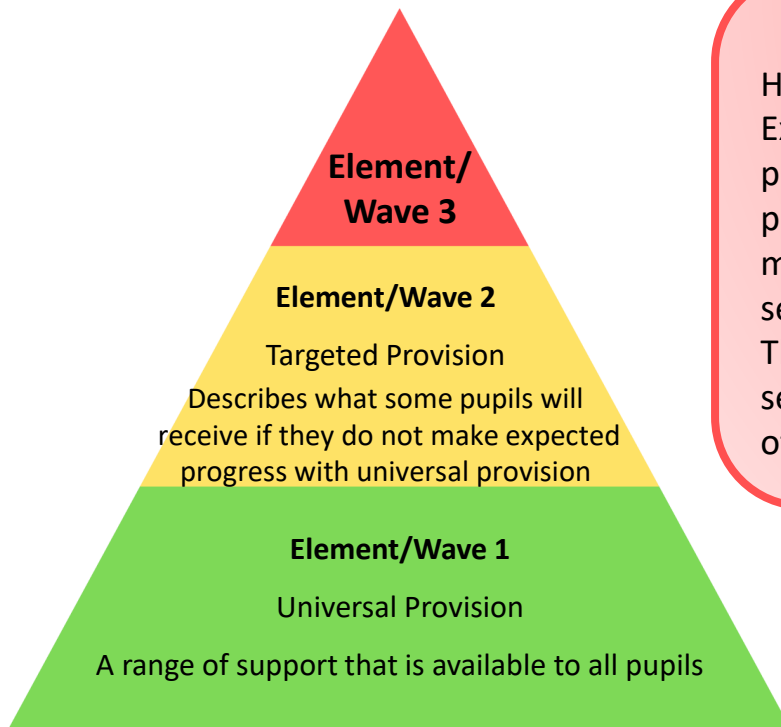 Element/
Wave 3
Element/Wave 2
Targeted Provision
Describes what some pupils will
receive if they do not make expected
progress with universal provision
Element/Wave 1
Universal Provision
A range of support that is available to all pupils